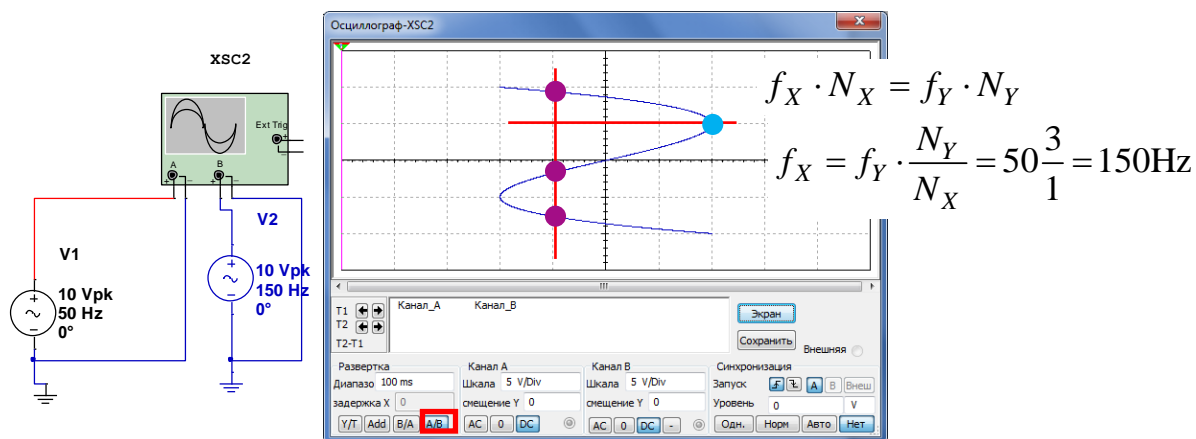 XSC2
Ext Trig
+
_
A
B
+
_
+
_
V1
+
~
_
10 Vpk
50 Hz
0°
V2
+
~
_
10 Vpk
150 Hz
0°
Осциллограф-XSC2
f_X · N_X = f_Y · N_Y
f_X = f_Y · N_Y / N_X = 50 3/1 = 150Hz
T1
T2
T2-T1
Канал_A Канал_B
Экран
Сохранить
Внешняя
Развертка
Диапазо 100 ms
задержка X 0
Y/T Add B/A A/B
Канал A
Шкала 5 V/Div
смещение Y 0
AC 0 DC
Канал B
Шкала 5 V/Div
смещение Y 0
AC 0 DC -
Синхронизация
Запуск A B Внеш
Уровень 0 V
Одн. Норм Авто Нет